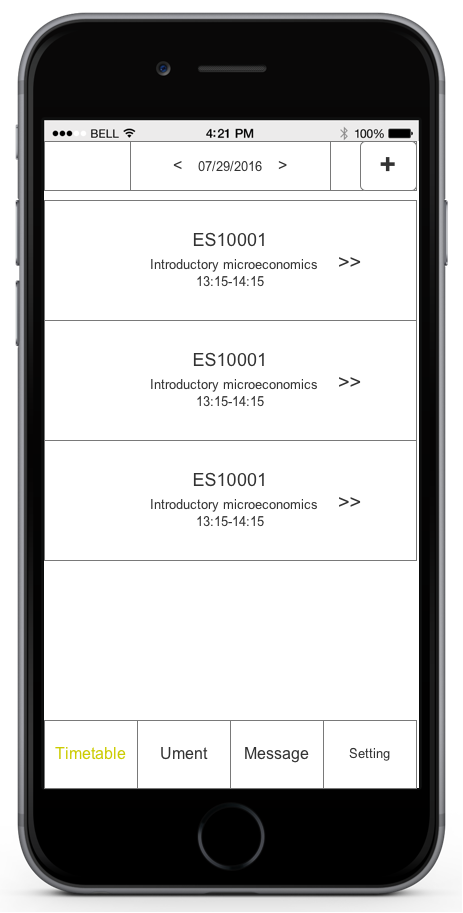 BELL 4:21 PM 100%
< 07/29/2016 > +
ES10001
Introductory microeconomics >>
13:15-14:15
ES10001
Introductory microeconomics >>
13:15-14:15
ES10001
Introductory microeconomics >>
13:15-14:15
Timetable Ument Message Setting